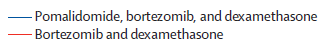 Pomalidomide, bortezomib, and dexamethasone
Bortezomib and dexamethasone